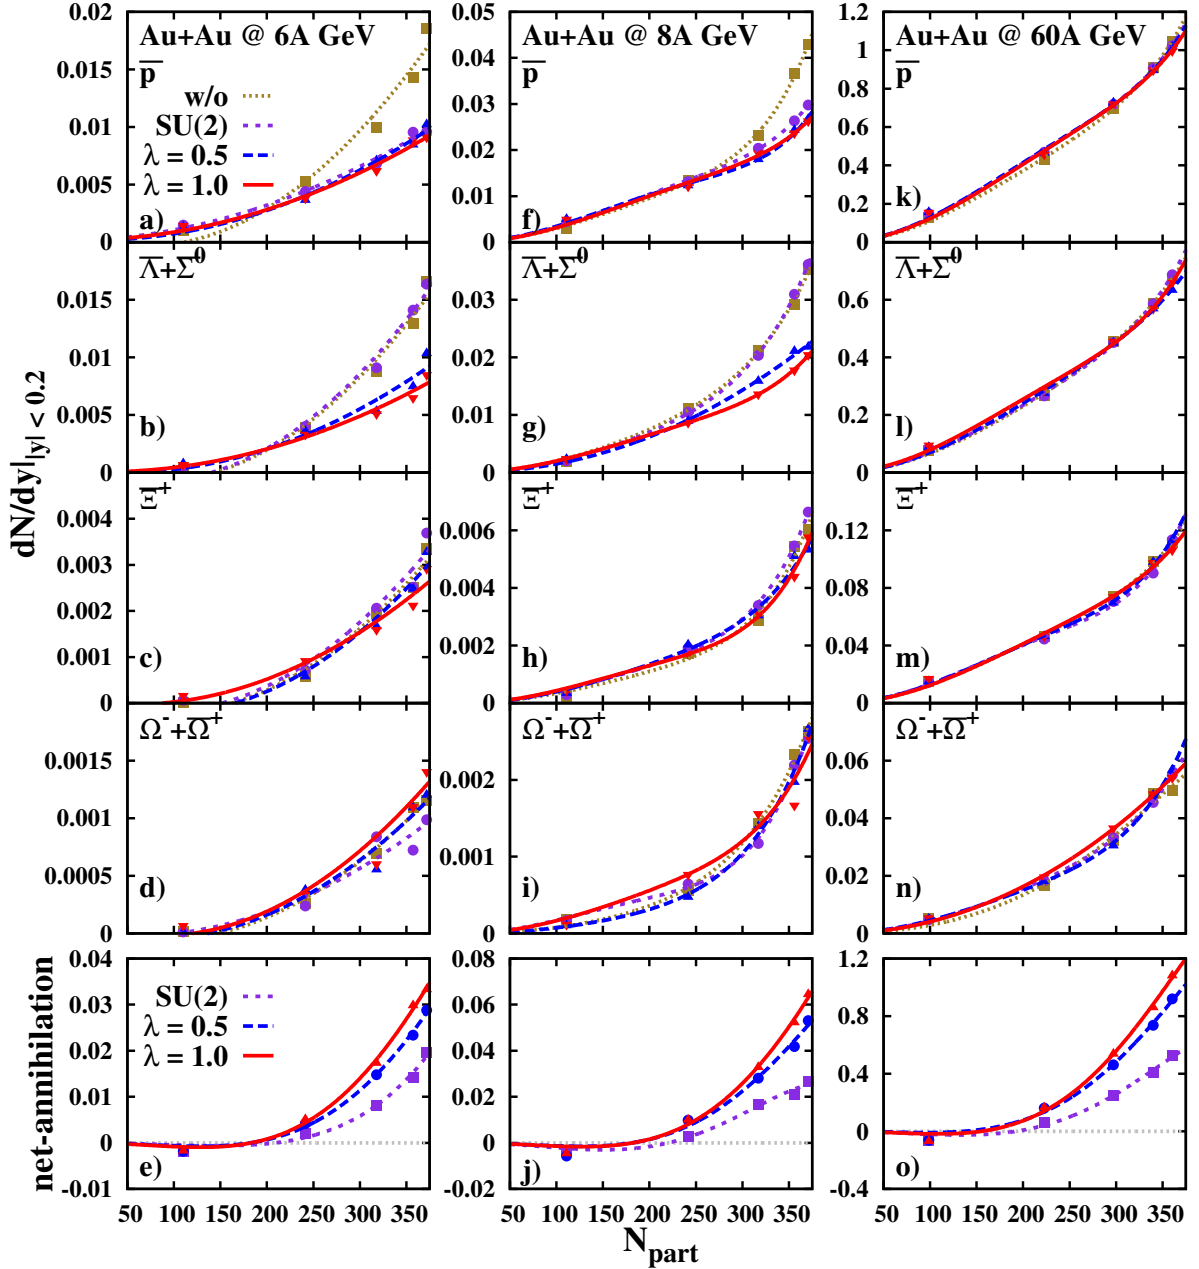 Au+Au @ 6A GeV
p̅
w/o
SU(2)
λ = 0.5
λ = 1.0
a)
0.02
0.015
0.01
0.005
0
Au+Au @ 8A GeV
p̅
f)
0.05
0.04
0.03
0.02
0.01
0
Au+Au @ 60A GeV
p̅
k)
1.2
1
0.8
0.6
0.4
0.2
0
Λ̅+Σ̅⁰
b)
0.015
0.01
0.005
0
Λ̅+Σ̅⁰
g)
0.03
0.02
0.01
0
Λ̅+Σ̅⁰
l)
0.6
0.4
0.2
0
dN/dy||y| < 0.2
Ξ̅⁺
c)
0.004
0.003
0.002
0.001
0
Ξ̅⁺
h)
0.006
0.004
0.002
0
Ξ̅⁺
m)
0.12
0.08
0.04
0
Ω⁻+Ω̅⁺
d)
0.0015
0.001
0.0005
0
Ω⁻+Ω̅⁺
i)
0.002
0.001
0
Ω⁻+Ω̅⁺
n)
0.06
0.04
0.02
0
net-annihilation
SU(2)
λ = 0.5
λ = 1.0
e)
0.04
0.03
0.02
0.01
0
-0.01
j)
0.08
0.06
0.04
0.02
0
-0.02
o)
1.2
0.8
0.4
0
-0.4
50 100 150 200 250 300 350
50 100 150 200 250 300 350
50 100 150 200 250 300 350
Npart